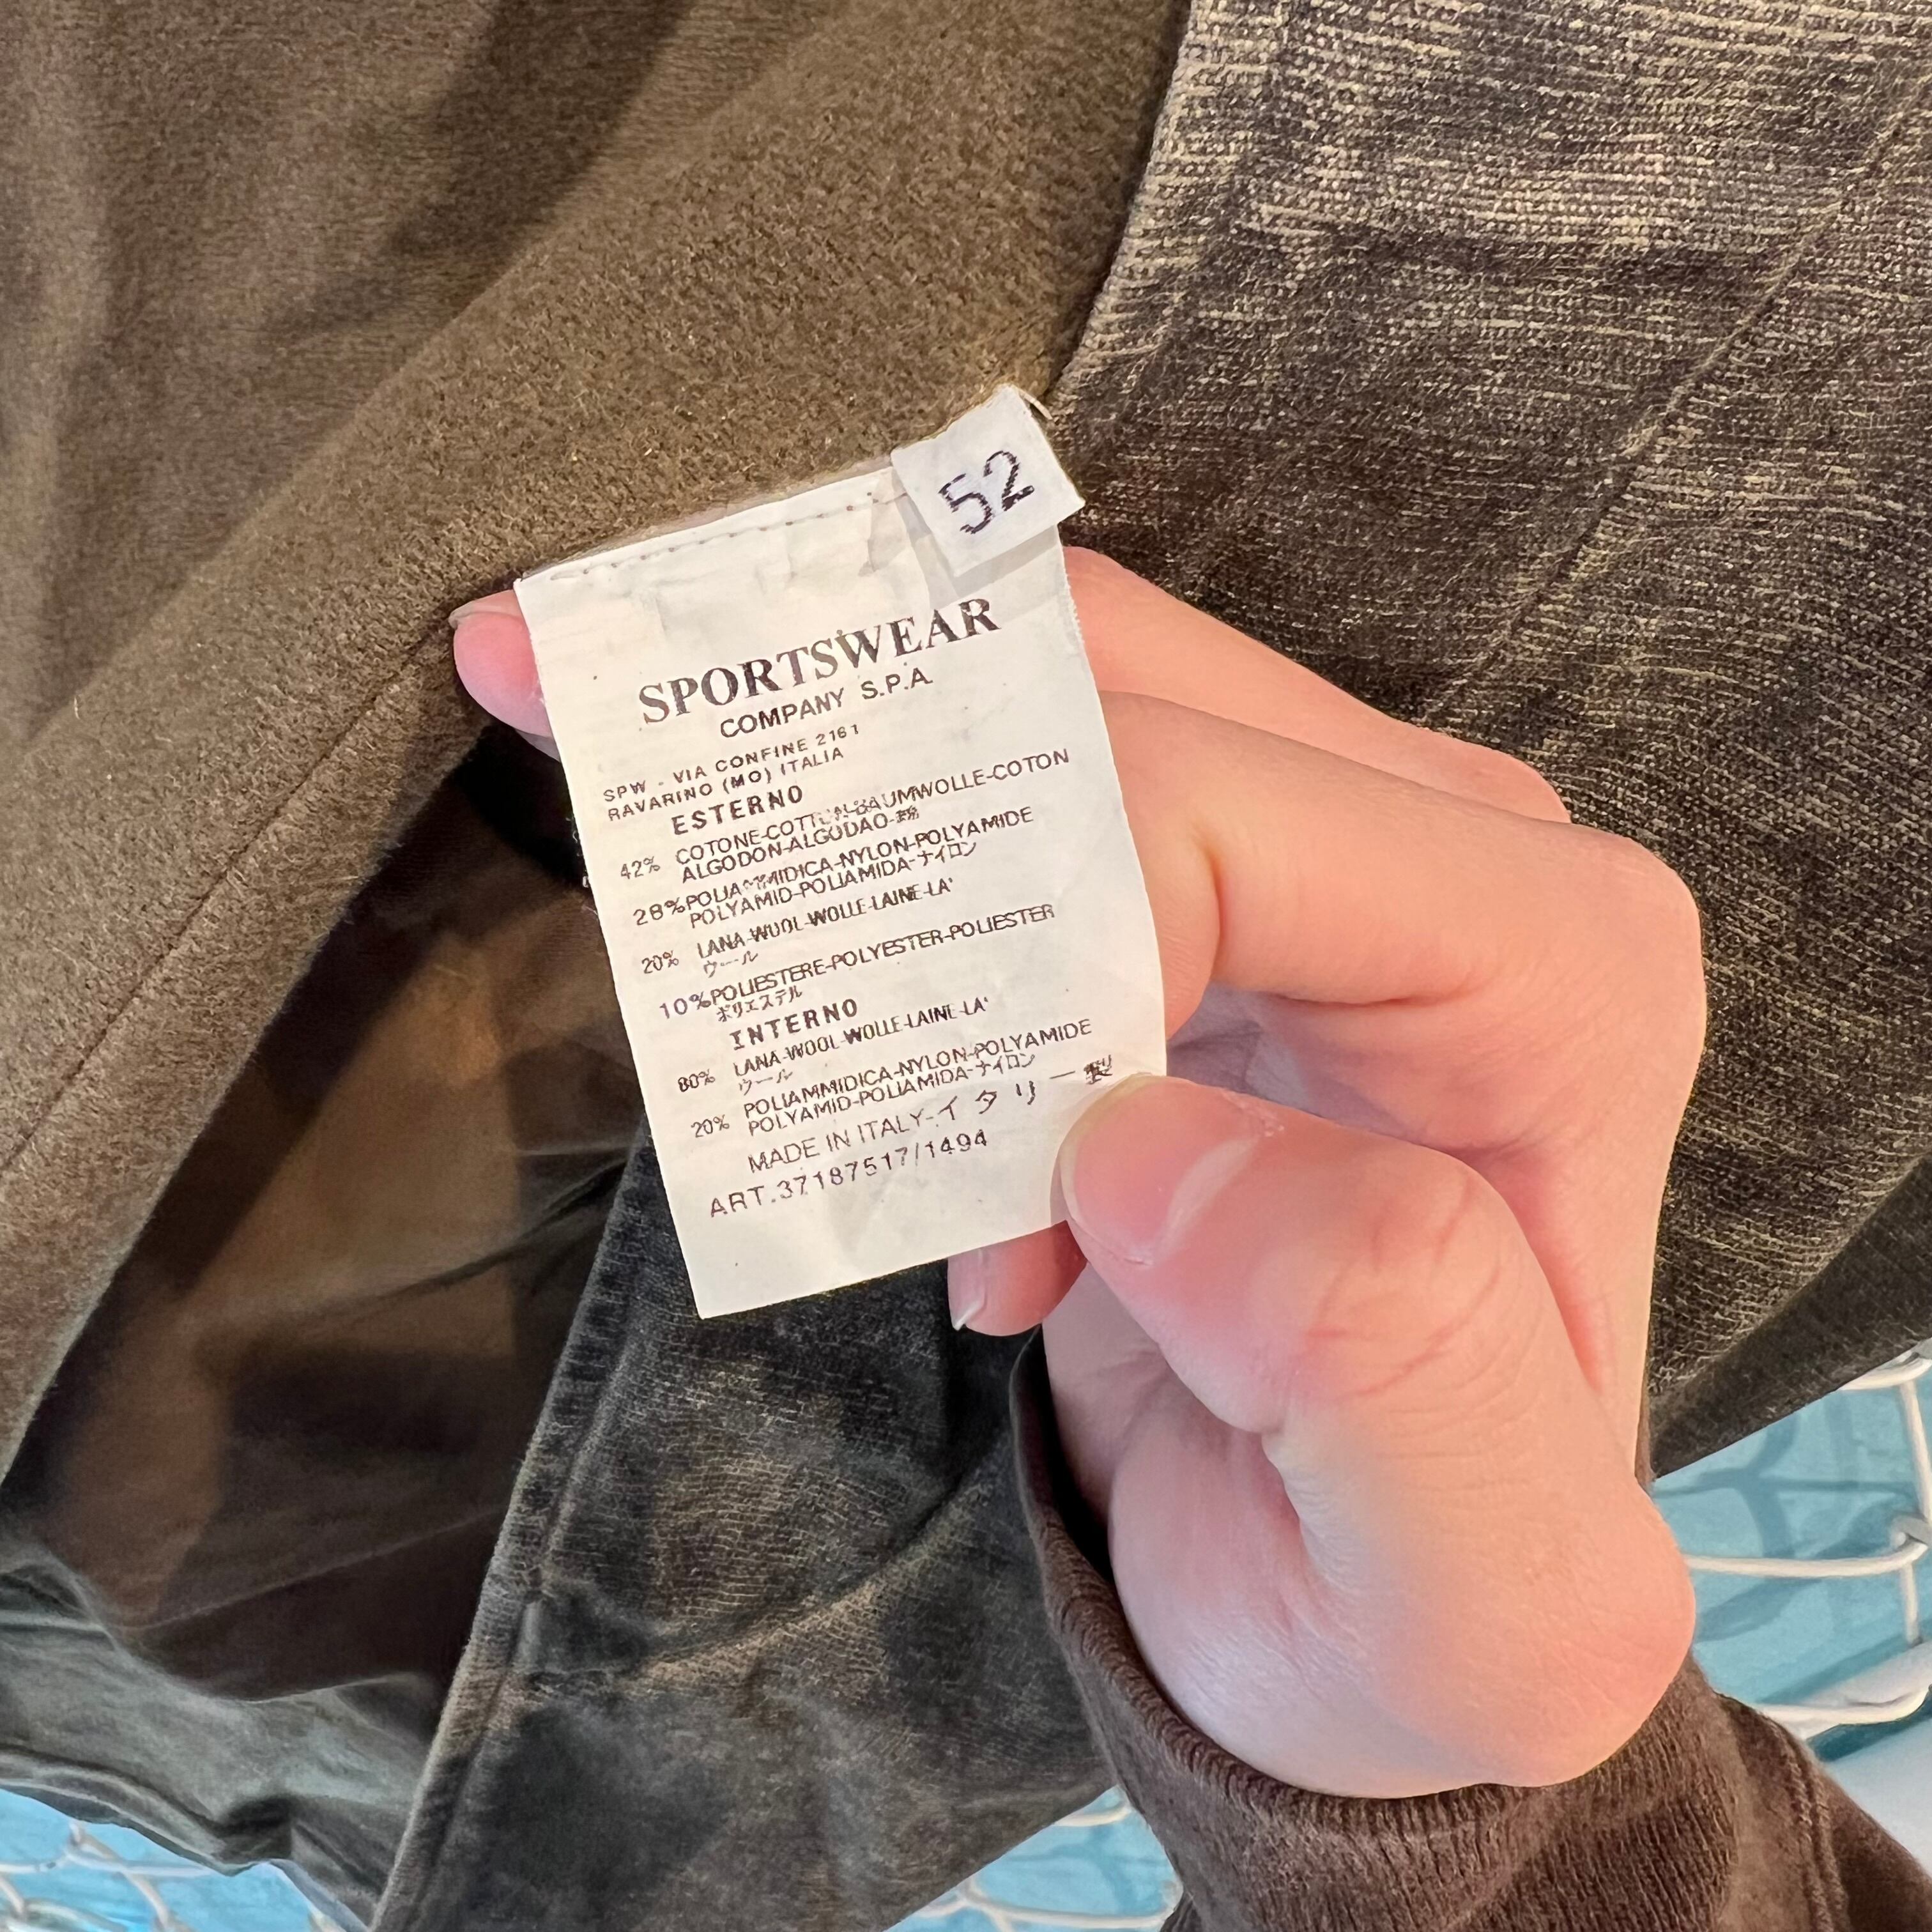 52
SPORTSWEAR
COMPANY S.P.A.
SPW - VIA CONFINE 2161
RAVARINO (MO) ITALIA
ESTERNO
42% COTONE-COTTON-BAUMWOLLE-COTON
ALGODON-ALGODAO-綿
28% POLIAMMIDICA-NYLON-POLYAMIDE
POLYAMID-POLIAMIDA-ナイロン
20% LANA-WOOL-WOLLE-LAINE-LA'
ウール
10% POLIESTERE-POLYESTER-POLIESTER
ポリエステル
INTERNO
80% LANA-WOOL-WOLLE-LAINE-LA'
ウール
20% POLIAMMIDICA-NYLON-POLYAMIDE
POLYAMID-POLIAMIDA-ナイロン
MADE IN ITALY-イタリー製
ART.37187517/1494